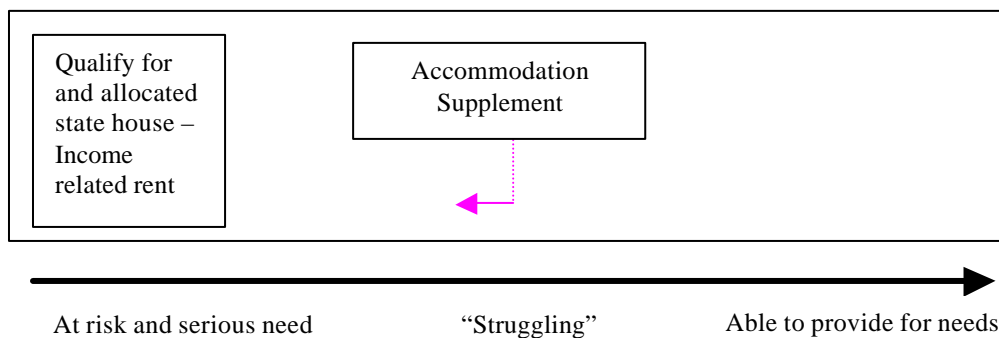 Qualify for
and allocated
state house –
Income
related rent
Accommodation
Supplement
At risk and serious need
“Struggling”
Able to provide for needs